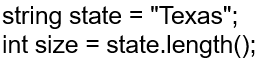 string state = "Texas";
int size = state.length();